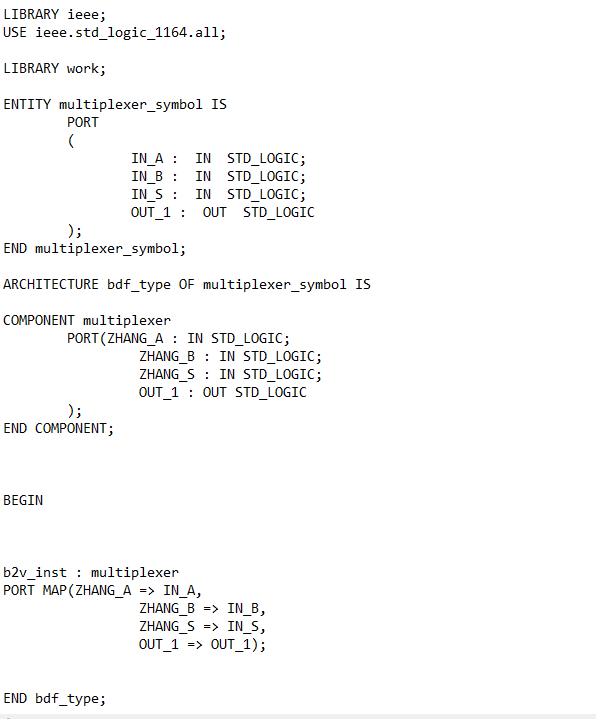 LIBRARY ieee;
USE ieee.std_logic_1164.all;
LIBRARY work;
ENTITY multiplexer_symbol IS
PORT
(
IN_A :  IN  STD_LOGIC;
IN_B :  IN  STD_LOGIC;
IN_S :  IN  STD_LOGIC;
OUT_1 :  OUT  STD_LOGIC
);
END multiplexer_symbol;
ARCHITECTURE bdf_type OF multiplexer_symbol IS
COMPONENT multiplexer
PORT(ZHANG_A : IN STD_LOGIC;
ZHANG_B : IN STD_LOGIC;
ZHANG_S : IN STD_LOGIC;
OUT_1 : OUT STD_LOGIC
);
END COMPONENT;
BEGIN
b2v_inst : multiplexer
PORT MAP(ZHANG_A => IN_A,
ZHANG_B => IN_B,
ZHANG_S => IN_S,
OUT_1 => OUT_1);
END bdf_type;